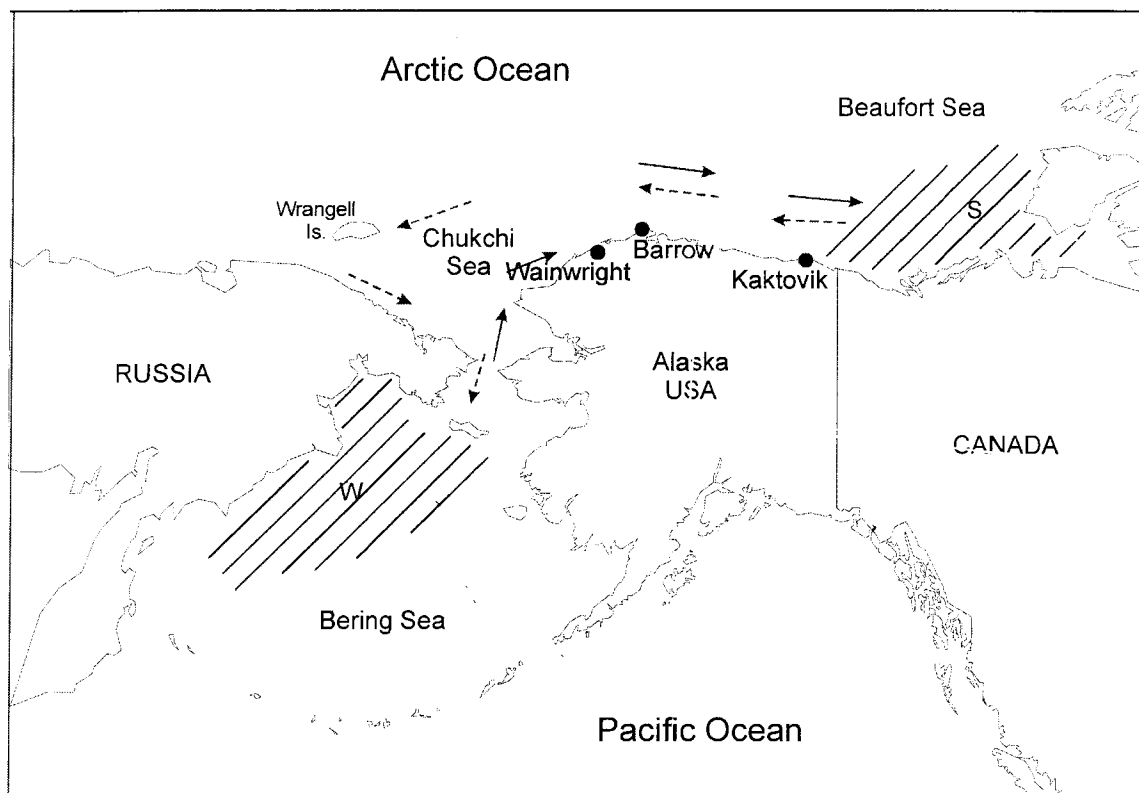 Arctic Ocean
Beaufort Sea
Wrangell
Is.
S
Chukchi
Sea
Barrow
Wainwright
Kaktovik
RUSSIA
Alaska
USA
CANADA
W
Bering Sea
Pacific Ocean